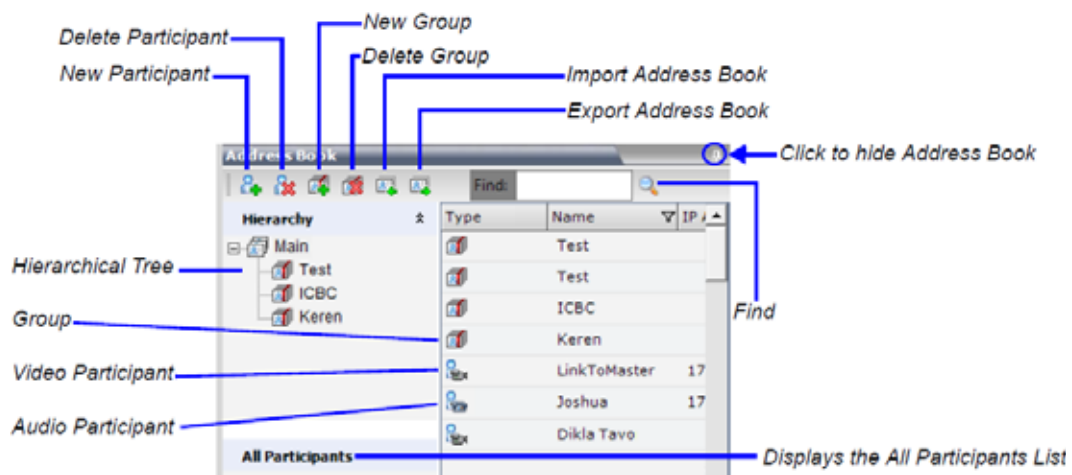 New Group
Delete Participant
Delete Group
New Participant
Import Address Book
Export Address Book
Address Book
Click to hide Address Book
Find:
Hierarchy
Type Name IP A
Main
Test
ICBC
Keren
Test
Test
ICBC
Keren
LinkToMaster 17
Joshua 17
Dikla Tavo
Hierarchical Tree
Group
Video Participant
Audio Participant
Find
All Participants
Displays the All Participants List